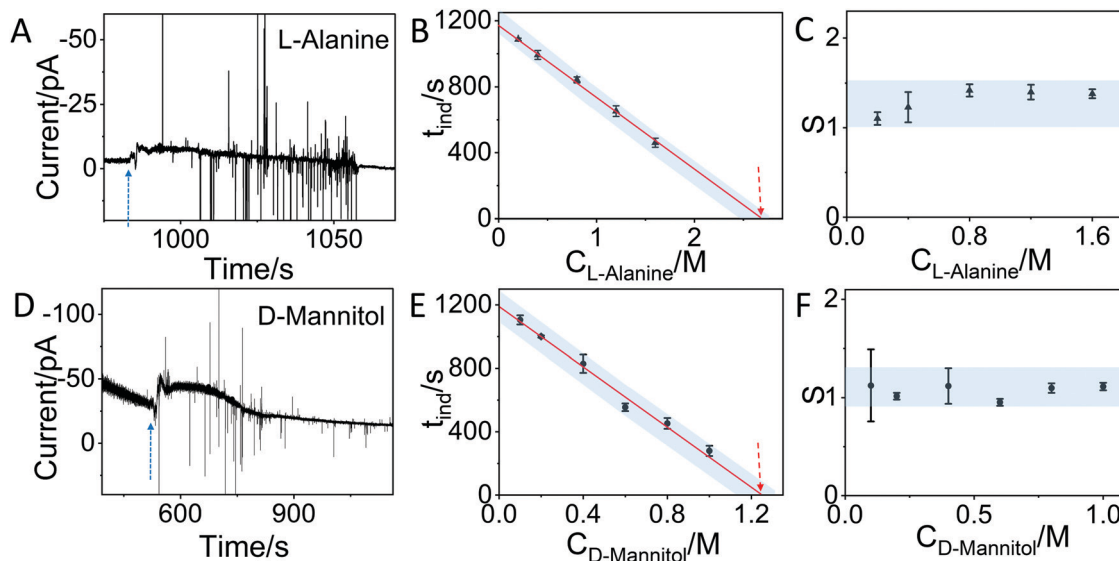 A
L-Alanine
-50
-25
0
Current/pA
1000 1050
Time/s
B
1200
800
400
0
t_ind/s
0 1 2
C_L-Alanine/M
C
2
1
0
S
0.0 0.8 1.6
C_L-Alanine/M
D
D-Mannitol
-100
-50
0
Current/pA
600 900
Time/s
E
1200
800
400
0
t_ind/s
0.0 0.4 0.8 1.2
C_D-Mannitol/M
F
2
1
0
S
0.0 0.5 1.0
C_D-Mannitol/M